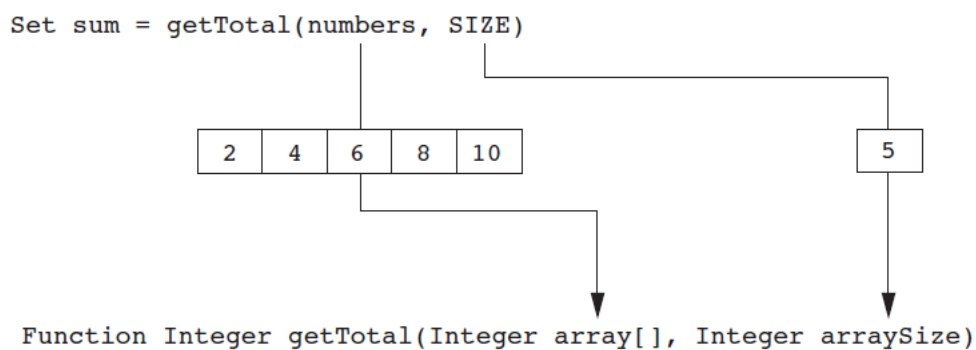 Set sum = getTotal(numbers, SIZE)
2 4 6 8 10 5
Function Integer getTotal(Integer array[], Integer arraySize)